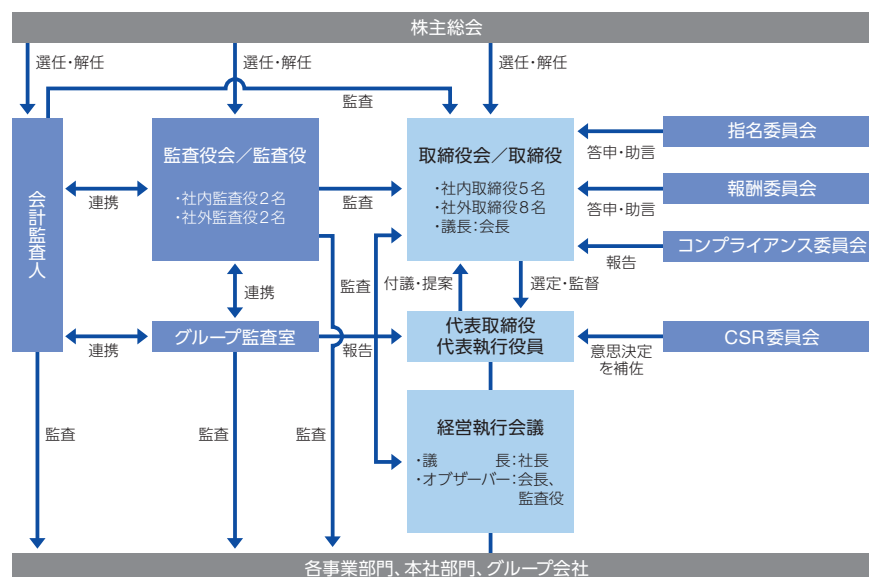 株主総会
選任・解任
選任・解任
選任・解任
監査
会計監査人
監査役会／監査役
・社内監査役2名
・社外監査役2名
取締役会／取締役
・社内取締役5名
・社外取締役8名
・議長：会長
指名委員会
答申・助言
報酬委員会
答申・助言
コンプライアンス委員会
報告
連携
監査
連携
監査
付議・提案
選定・監督
グループ監査室
連携
報告
代表取締役
代表執行役員
CSR委員会
意思決定
を補佐
経営執行会議
・議　　　長：社長
・オブザーバー：会長、
監査役
監査
監査
監査
各事業部門、本社部門、グループ会社